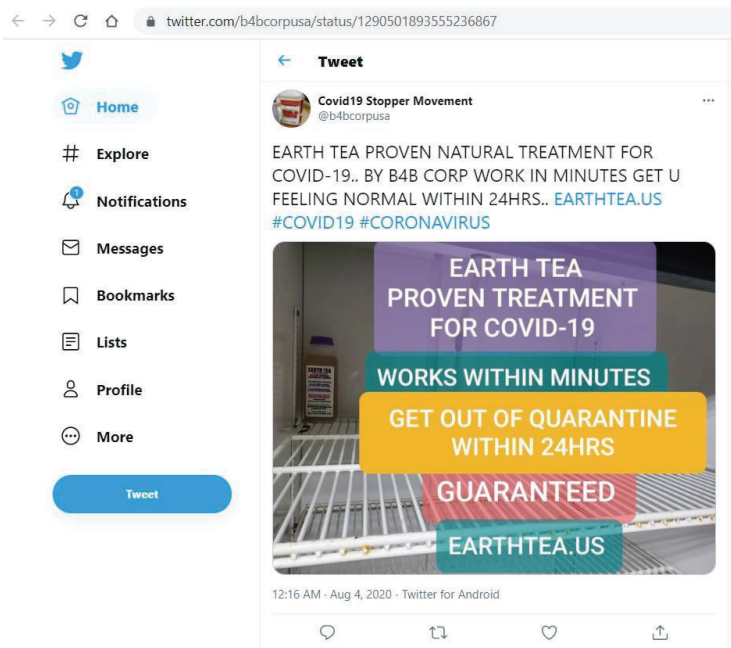 twitter.com/b4bcorpusa/status/1290501893555236867
Tweet
Covid19 Stopper Movement
@b4bcorpusa
Home
Explore
1
Notifications
Messages
Bookmarks
Lists
Profile
More
Tweet
EARTH TEA PROVEN NATURAL TREATMENT FOR
COVID-19.. BY B4B CORP WORK IN MINUTES GET U
FEELING NORMAL WITHIN 24HRS.. EARTHTEA.US
#COVID19 #CORONAVIRUS
EARTH TEA
PROVEN TREATMENT
FOR COVID-19
EARTH TEA
WORKS WITHIN MINUTES
GET OUT OF QUARANTINE
WITHIN 24HRS
GUARANTEED
EARTHTEA.US
12:16 AM · Aug 4, 2020 · Twitter for Android